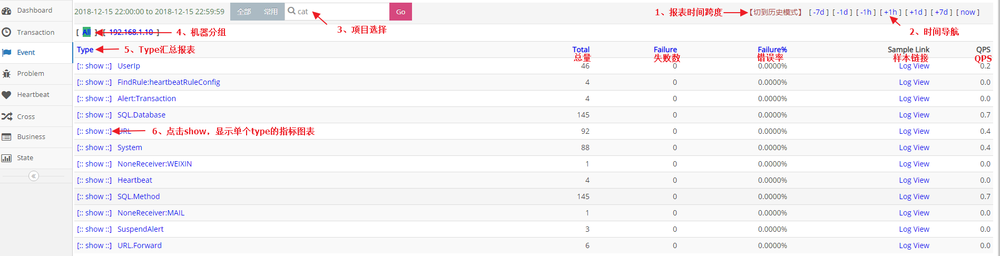 Dashboard
Transaction
Event
Problem
Heartbeat
Cross
Business
State
2018-12-15 22:00:00 to 2018-12-15 22:59:59 全部 常用 cat Go
1、报表时间跨度 【切到历史模式】 [ -7d ] [ -1d ] [ -1h ] [ +1h ] [ +1d ] [ +7d ] [ now ]
3、项目选择
2、时间导航
[ All ] [ 192.168.1.10 ] 4、机器分组
Type 5、Type汇总报表 Total Failure Failure% Sample Link QPS
总量 失败数 错误率 样本链接 QPS
[:: show ::] UserIp 46 0 0.0000% Log View 0.2
[:: show ::] FindRule:heartbeatRuleConfig 4 0 0.0000% Log View 0.0
[:: show ::] Alert:Transaction 4 0 0.0000% Log View 0.0
[:: show ::] SQL.Database 145 0 0.0000% Log View 0.7
[:: show ::] URL 6、点击show，显示单个type的指标图表 92 0 0.0000% Log View 0.4
[:: show ::] System 88 0 0.0000% Log View 0.4
[:: show ::] NoneReceiver:WEIXIN 1 0 0.0000% Log View 0.0
[:: show ::] Heartbeat 4 0 0.0000% Log View 0.0
[:: show ::] SQL.Method 145 0 0.0000% Log View 0.7
[:: show ::] NoneReceiver:MAIL 1 0 0.0000% Log View 0.0
[:: show ::] SuspendAlert 3 0 0.0000% Log View 0.0
[:: show ::] URL.Forward 6 0 0.0000% Log View 0.0